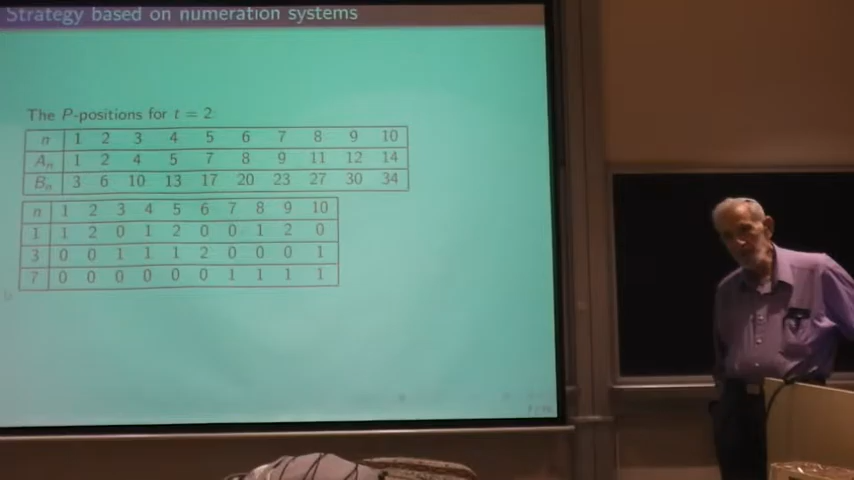 Strategy based on numeration systems
The P-positions for t = 2
n 1 2 3 4 5 6 7 8 9 10
Aₙ 1 2 4 5 7 8 9 11 12 14
Bₙ 3 6 10 13 17 20 23 27 30 34
n 1 2 3 4 5 6 7 8 9 10
1 1 2 0 1 2 0 0 1 2 0
3 0 0 1 1 1 2 0 0 0 1
7 0 0 0 0 0 0 1 1 1 1